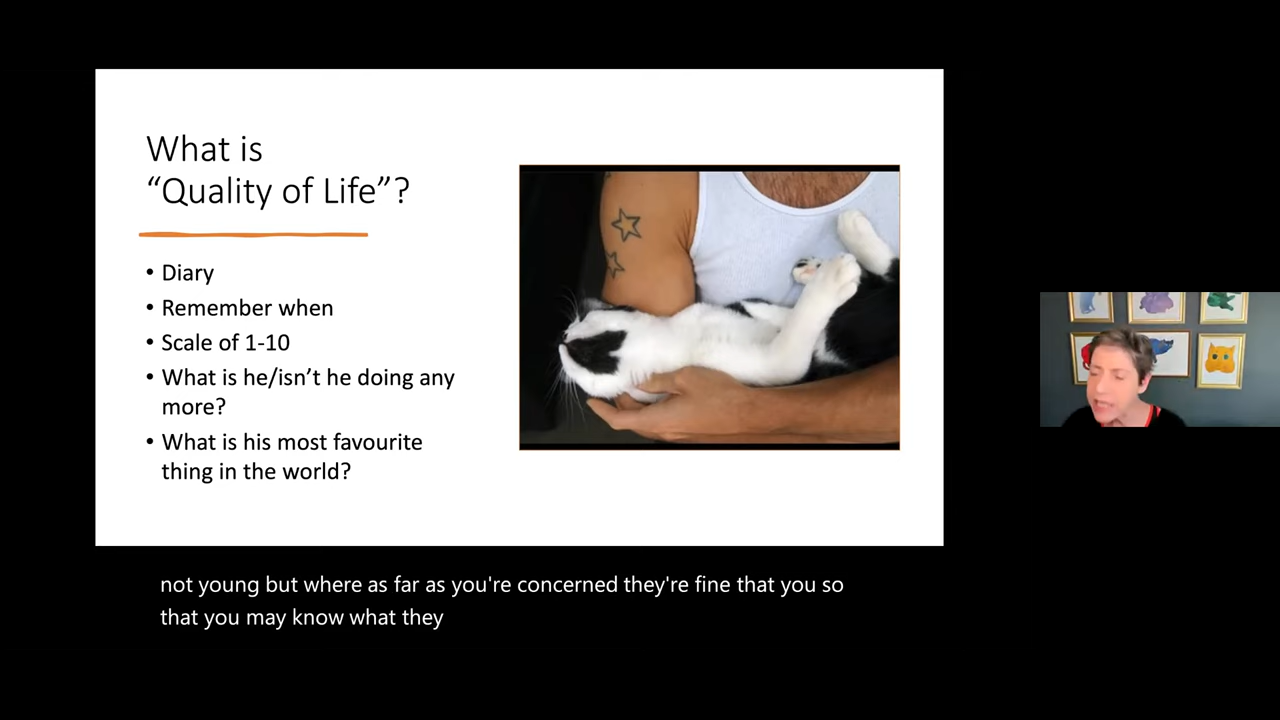 What is
“Quality of Life”?
• Diary
• Remember when
• Scale of 1-10
• What is he/isn’t he doing any
more?
• What is his most favourite
thing in the world?
not young but where as far as you're concerned they're fine that you so
that you may know what they